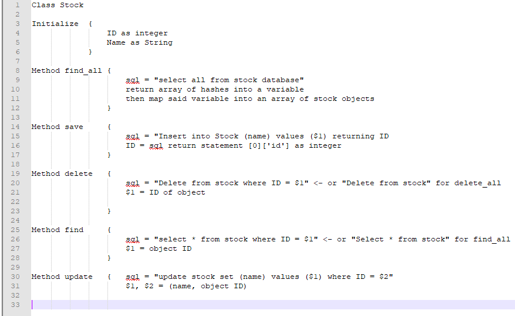 1 Class Stock
2
3 Initialize {
4 ID as integer
5 Name as String
6 }
7
8 Method find_all {
9 sql = "select all from stock database"
10 return array of hashes into a variable
11 then map said variable into an array of stock objects
12 }
13
14 Method save {
15 sql = "Insert into Stock (name) values ($1) returning ID
16 ID = sql return statement [0]['id'] as integer
17 }
18
19 Method delete {
20 sql = "Delete from stock where ID = $1" <- or "Delete from stock" for delete_all
21 $1 = ID of object
22
23 }
24
25 Method find {
26 sql = "select * from stock where ID = $1" <- or "Select * from stock" for find_all
27 $1 = object ID
28 }
29
30 Method update { sql = "update stock set (name) values ($1) where ID = $2"
31 $1, $2 = (name, object ID)
32
33